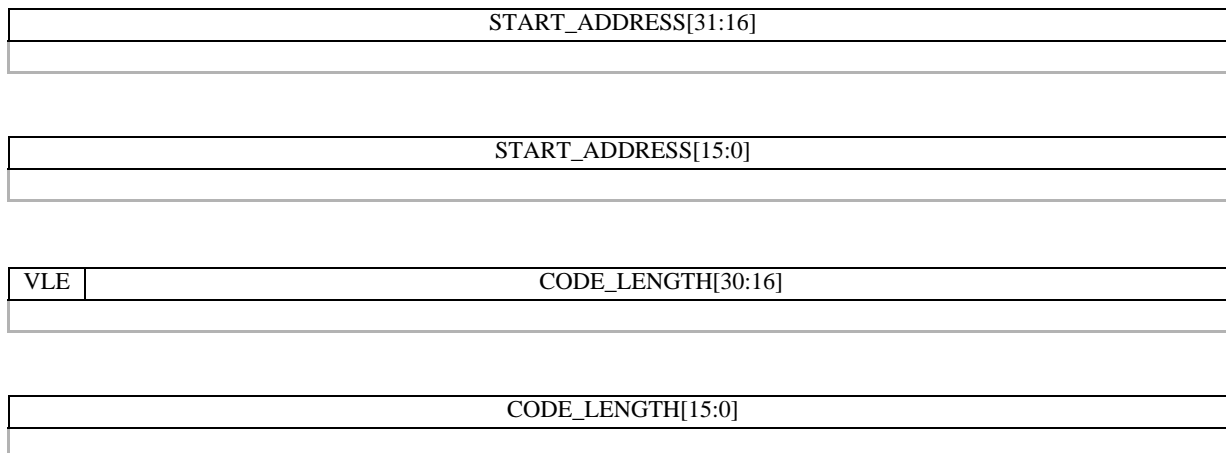 START_ADDRESS[31:16]
START_ADDRESS[15:0]
VLE CODE_LENGTH[30:16]
CODE_LENGTH[15:0]